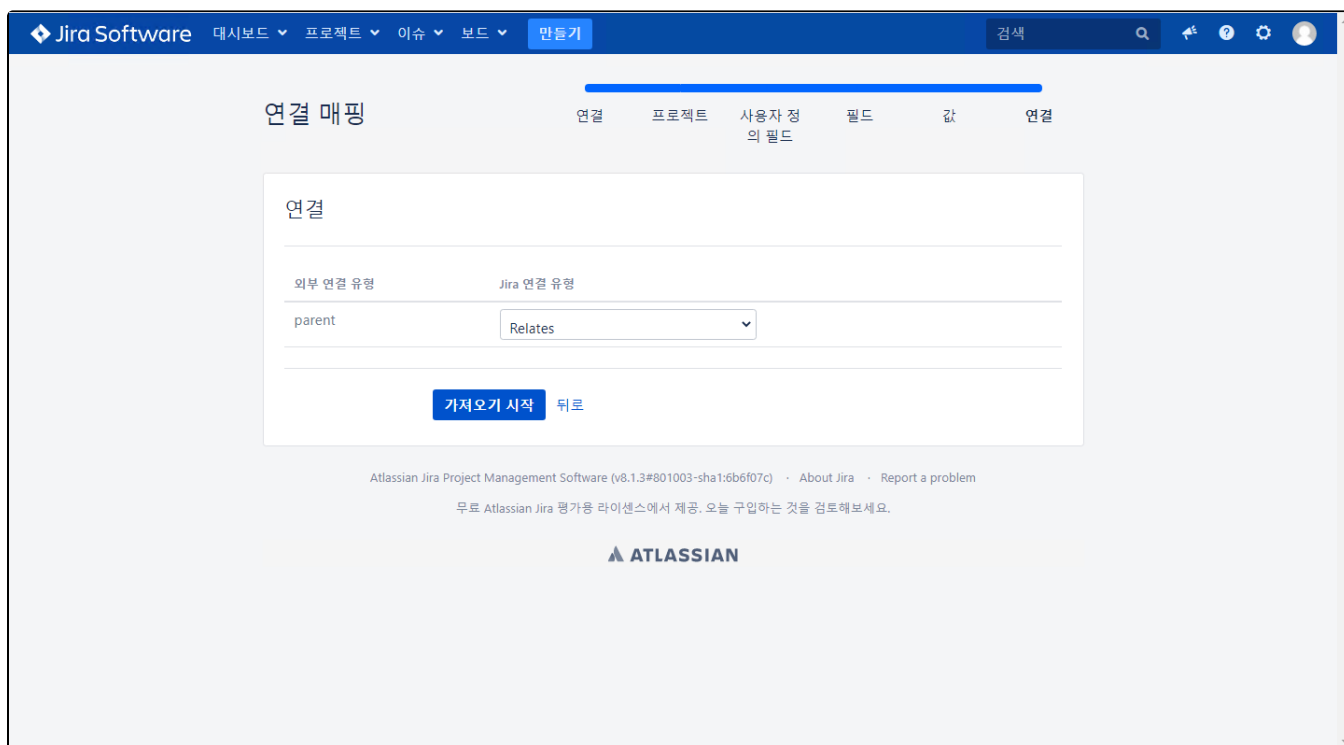 Jira Software 대시보드 프로젝트 이슈 보드 만들기 검색
연결 매핑
연결 프로젝트 사용자 정의 필드 필드 값 연결
연결
외부 연결 유형 Jira 연결 유형
parent Relates
가져오기 시작 뒤로
Atlassian Jira Project Management Software (v8.1.3#801003-sha1:6b6f07c) · About Jira · Report a problem
무료 Atlassian Jira 평가용 라이센스에서 제공. 오늘 구입하는 것을 검토해보세요.
ATLASSIAN